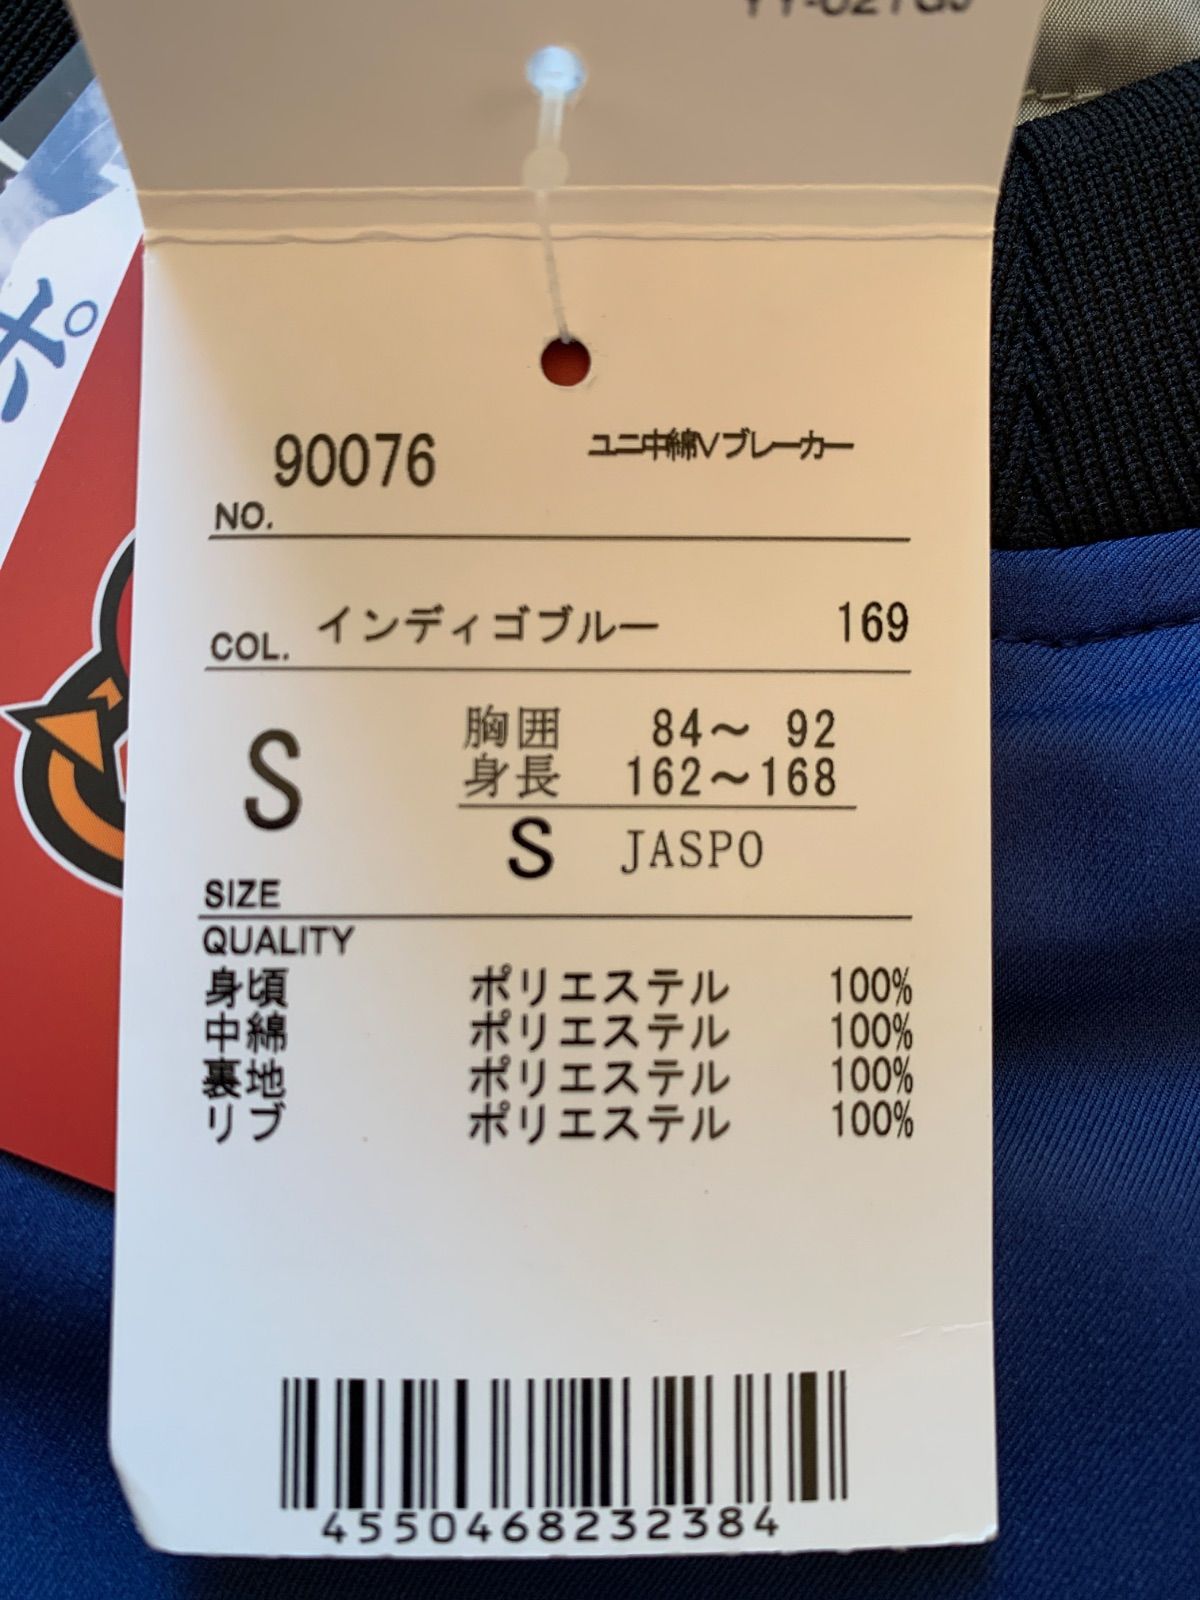 90076 ユニ中綿Vブレーカー
NO.
COL. インディゴブルー 169
S
胸囲 84〜 92
身長 162〜168
S JASPO
SIZE
QUALITY
身頃 ポリエステル 100%
中綿 ポリエステル 100%
裏地 ポリエステル 100%
リブ ポリエステル 100%
4550468232384
ポ